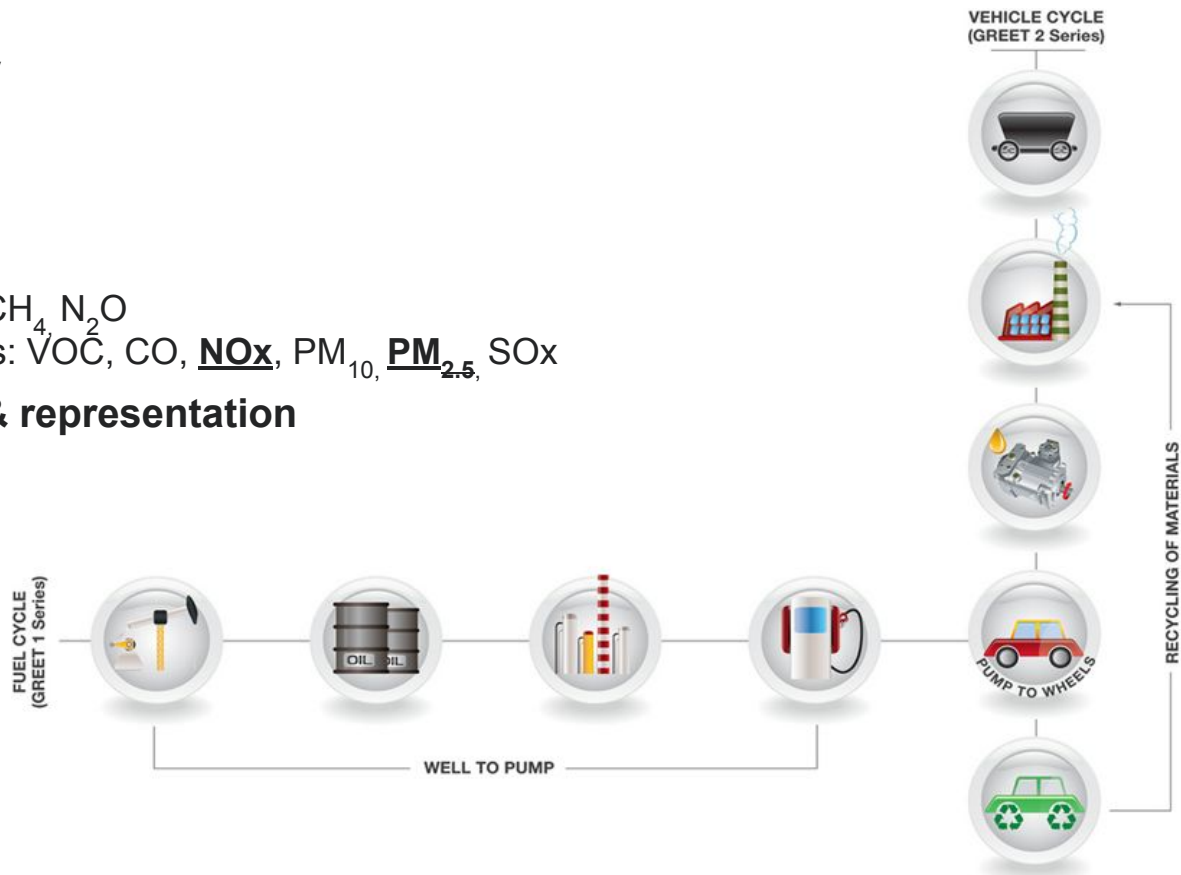 VEHICLE CYCLE
(GREET 2 Series)
CH4, N2O
s: VOC, CO, NOx, PM10, PM2.5, SOx
& representation
RECYCLING OF MATERIALS
FUEL CYCLE
(GREET 1 Series)
OIL OIL
PUMP TO WHEELS
WELL TO PUMP